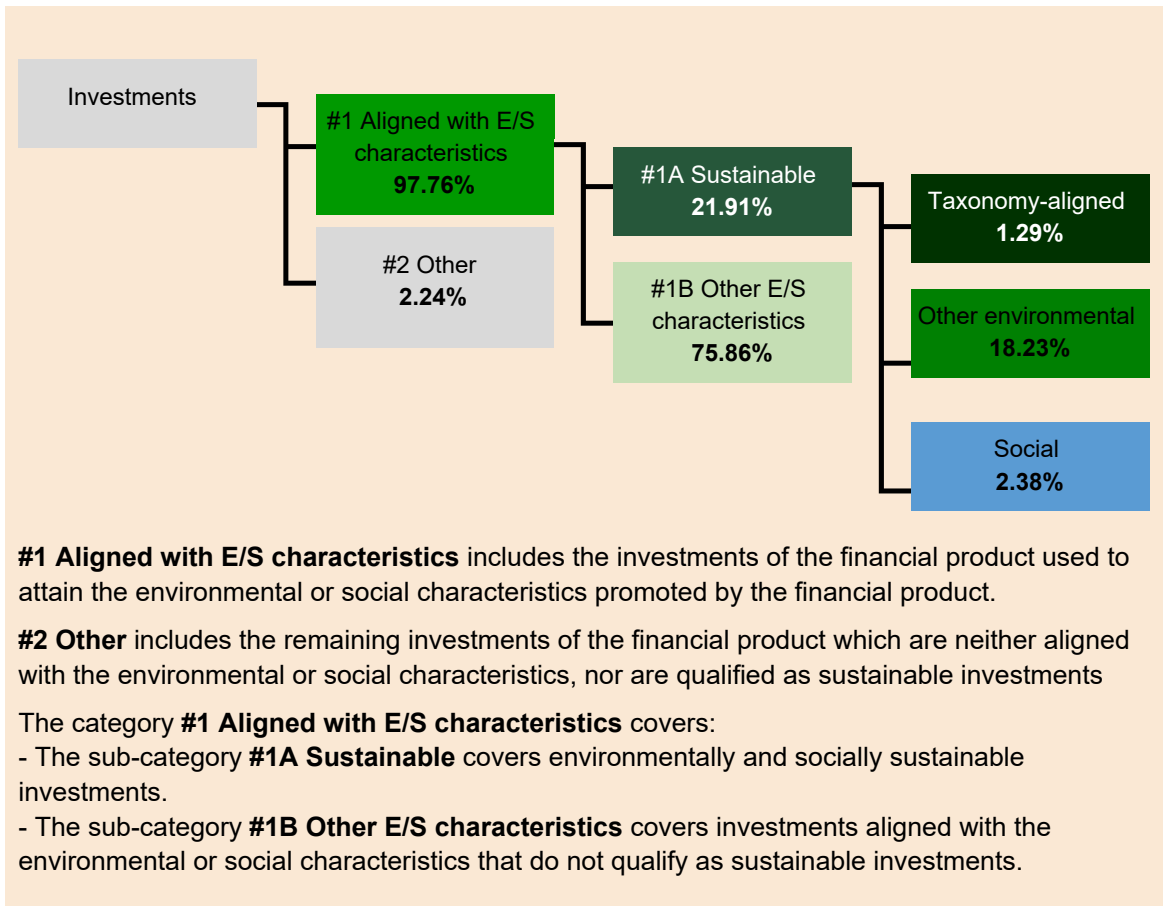 Investments
#1 Aligned with E/S
characteristics
97.76%
#2 Other
2.24%
#1A Sustainable
21.91%
#1B Other E/S
characteristics
75.86%
Taxonomy-aligned
1.29%
Other environmental
18.23%
Social
2.38%
#1 Aligned with E/S characteristics includes the investments of the financial product used to
attain the environmental or social characteristics promoted by the financial product.
#2 Other includes the remaining investments of the financial product which are neither aligned
with the environmental or social characteristics, nor are qualified as sustainable investments
The category #1 Aligned with E/S characteristics covers:
- The sub-category #1A Sustainable covers environmentally and socially sustainable
investments.
- The sub-category #1B Other E/S characteristics covers investments aligned with the
environmental or social characteristics that do not qualify as sustainable investments.